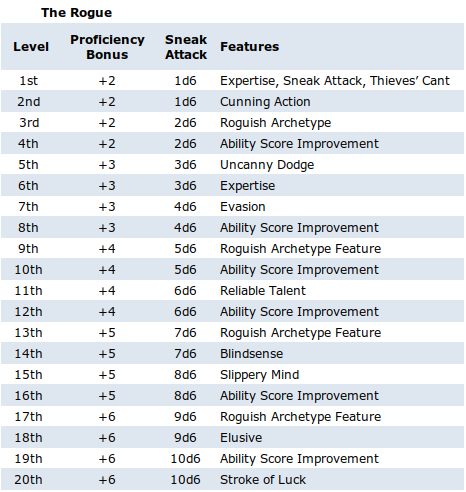 The Rogue
Level Proficiency Bonus Sneak Attack Features
1st +2 1d6 Expertise, Sneak Attack, Thieves’ Cant
2nd +2 1d6 Cunning Action
3rd +2 2d6 Roguish Archetype
4th +2 2d6 Ability Score Improvement
5th +3 3d6 Uncanny Dodge
6th +3 3d6 Expertise
7th +3 4d6 Evasion
8th +3 4d6 Ability Score Improvement
9th +4 5d6 Roguish Archetype Feature
10th +4 5d6 Ability Score Improvement
11th +4 6d6 Reliable Talent
12th +4 6d6 Ability Score Improvement
13th +5 7d6 Roguish Archetype Feature
14th +5 7d6 Blindsense
15th +5 8d6 Slippery Mind
16th +5 8d6 Ability Score Improvement
17th +6 9d6 Roguish Archetype Feature
18th +6 9d6 Elusive
19th +6 10d6 Ability Score Improvement
20th +6 10d6 Stroke of Luck